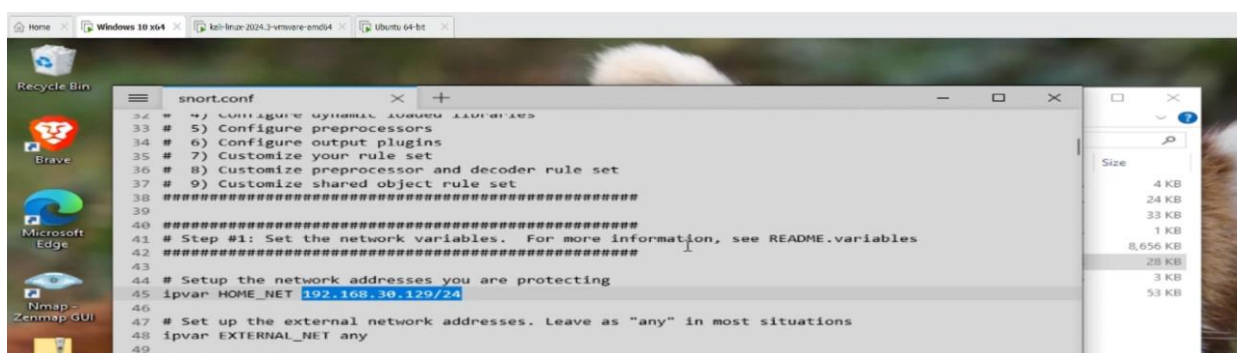 Home
Windows 10 x64
kali-linux-2024.3-vmware-amd64
Ubuntu 64-bit
Recycle Bin
snort.conf
32 # 4) Configure dynamic loaded libraries
33 # 5) Configure preprocessors
34 # 6) Configure output plugins
35 # 7) Customize your rule set
36 # 8) Customize preprocessor and decoder rule set
37 # 9) Customize shared object rule set
38 ###################################################
39
40 ###################################################
41 # Step #1: Set the network variables.  For more information, see README.variables
42 ###################################################
43
44 # Setup the network addresses you are protecting
45 ipvar HOME_NET 192.168.30.129/24
46
47 # Set up the external network addresses. Leave as "any" in most situations
48 ipvar EXTERNAL_NET any
49
Brave
Microsoft
Edge
Nmap -
Zenmap GUI
Size
4 KB
24 KB
33 KB
1 KB
8,656 KB
28 KB
3 KB
53 KB